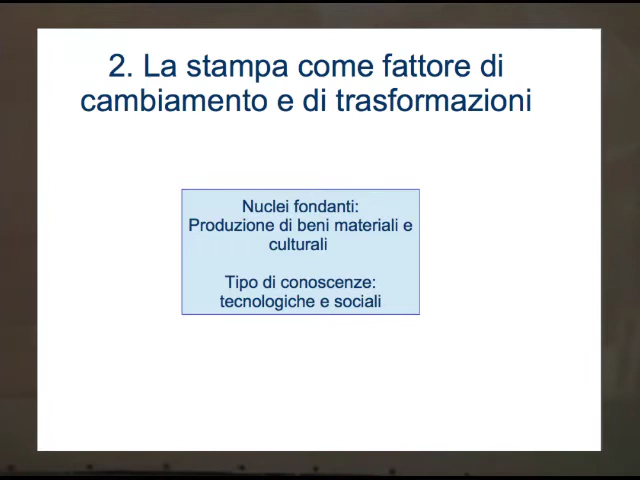 2. La stampa come fattore di
cambiamento e di trasformazioni
Nuclei fondanti:
Produzione di beni materiali e
culturali
Tipo di conoscenze:
tecnologiche e sociali